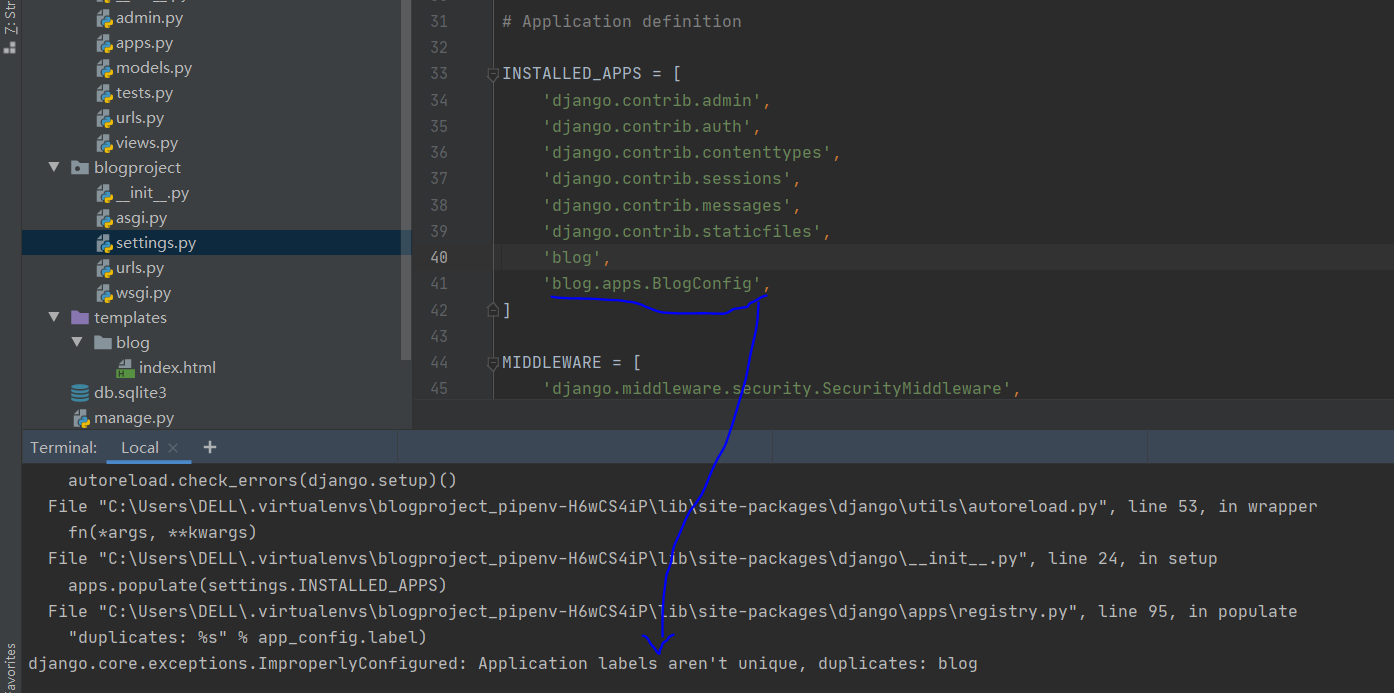 Z: Str
admin.py
apps.py
models.py
tests.py
urls.py
views.py
blogproject
__init__.py
asgi.py
settings.py
urls.py
wsgi.py
templates
blog
index.html
db.sqlite3
manage.py
31 # Application definition
32
33 INSTALLED_APPS = [
34 'django.contrib.admin',
35 'django.contrib.auth',
36 'django.contrib.contenttypes',
37 'django.contrib.sessions',
38 'django.contrib.messages',
39 'django.contrib.staticfiles',
40 'blog',
41 'blog.apps.BlogConfig',
42 ]
43
44 MIDDLEWARE = [
45 'django.middleware.security.SecurityMiddleware',
Terminal: Local × +
autoreload.check_errors(django.setup)()
File "C:\Users\DELL\.virtualenvs\blogproject_pipenv-H6wCS4iP\lib\site-packages\django\utils\autoreload.py", line 53, in wrapper
fn(*args, **kwargs)
File "C:\Users\DELL\.virtualenvs\blogproject_pipenv-H6wCS4iP\lib\site-packages\django\__init__.py", line 24, in setup
apps.populate(settings.INSTALLED_APPS)
File "C:\Users\DELL\.virtualenvs\blogproject_pipenv-H6wCS4iP\lib\site-packages\django\apps\registry.py", line 95, in populate
"duplicates: %s" % app_config.label)
django.core.exceptions.ImproperlyConfigured: Application labels aren't unique, duplicates: blog
avorites